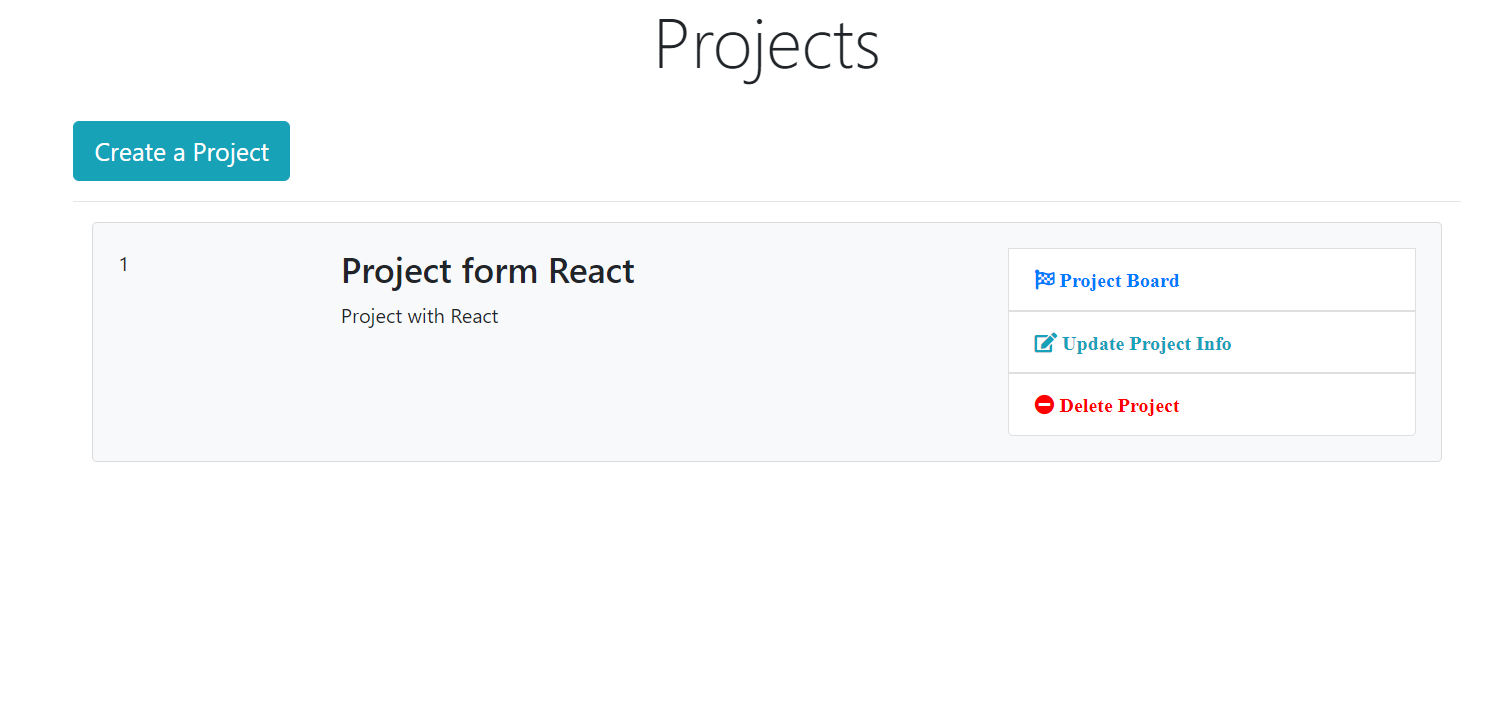 Projects
Create a Project
1
Project form React
Project with React
Project Board
Update Project Info
Delete Project